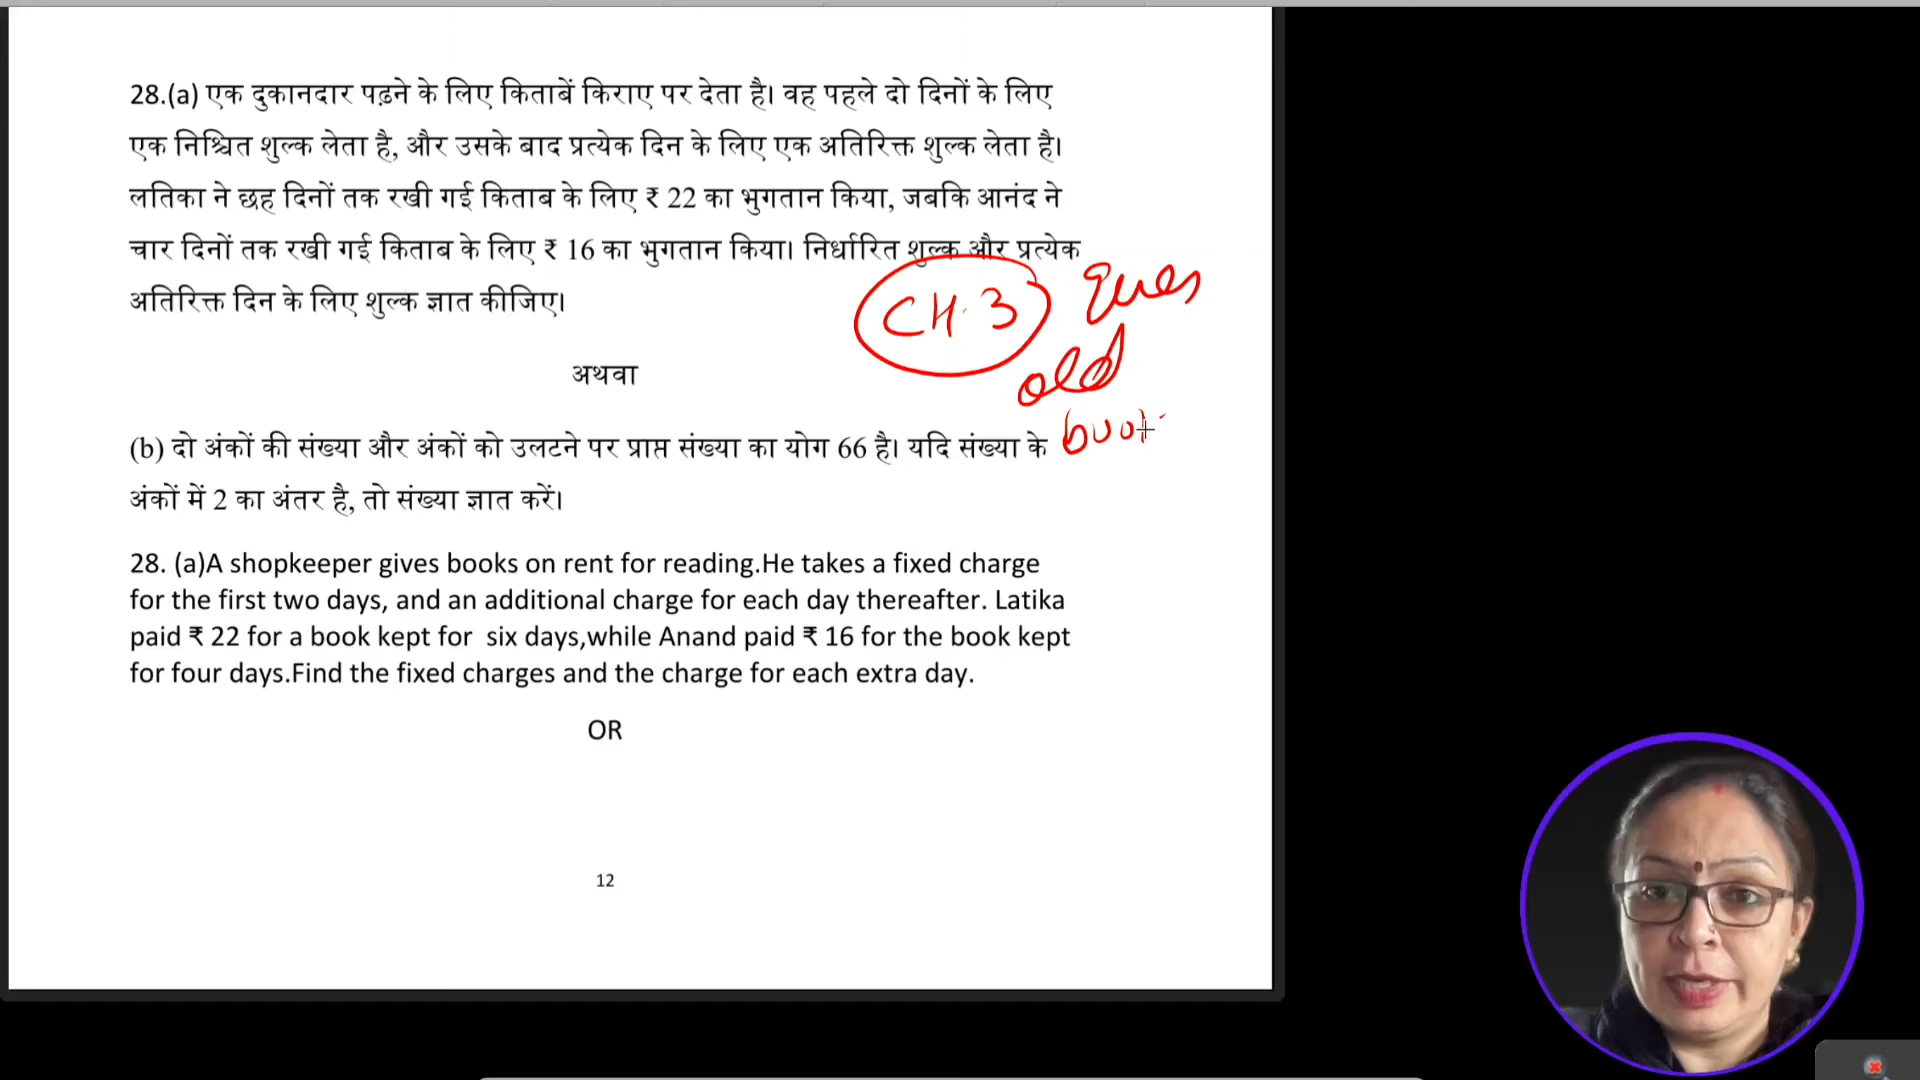 28.(a) एक दुकानदार पढ़ने के लिए किताबें किराए पर देता है। वह पहले दो दिनों के लिए
एक निश्चित शुल्क लेता है, और उसके बाद प्रत्येक दिन के लिए एक अतिरिक्त शुल्क लेता है।
लतिका ने छह दिनों तक रखी गई किताब के लिए ₹ 22 का भुगतान किया, जबकि आनंद ने
चार दिनों तक रखी गई किताब के लिए ₹ 16 का भुगतान किया। निर्धारित शुल्क और प्रत्येक
अतिरिक्त दिन के लिए शुल्क ज्ञात कीजिए।
CH.3
old
अथवा
(b) दो अंकों की संख्या और अंकों को उलटने पर प्राप्त संख्या का योग 66 है। यदि संख्या के
अंकों में 2 का अंतर है, तो संख्या ज्ञात करें।
28. (a)A shopkeeper gives books on rent for reading.He takes a fixed charge
for the first two days, and an additional charge for each day thereafter. Latika
paid ₹ 22 for a book kept for six days,while Anand paid ₹ 16 for the book kept
for four days.Find the fixed charges and the charge for each extra day.
OR
12